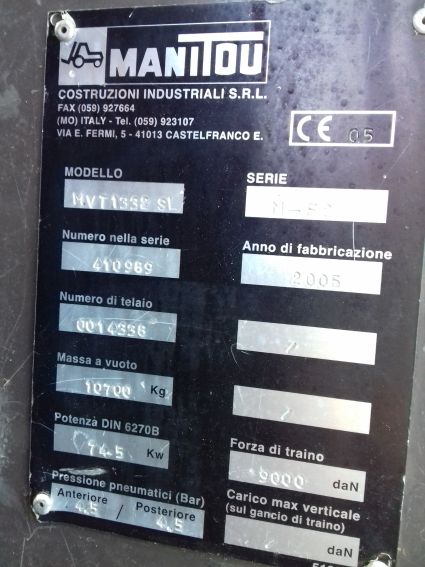 MANITOU
COSTRUZIONI INDUSTRIALI S.R.L.
FAX (059) 927664
(MO) ITALY - Tel. (059) 923107
VIA E. FERMI, 5 - 41013 CASTELFRANCO E.
CE 05
MODELLO
SERIE
MVT1332 SL
Numero nella serie
Anno di fabbricazione
410969
2005
Numero di telaio
0014336
/
Massa a vuoto
10700 Kg
/
Potenza DIN 6270B
Forza di traino
74.5 Kw
9000 daN
Pressione pneumatici (Bar)
Anteriore / Posteriore
4.5 4.5
Carico max verticale
(sul gancio di traino)
daN